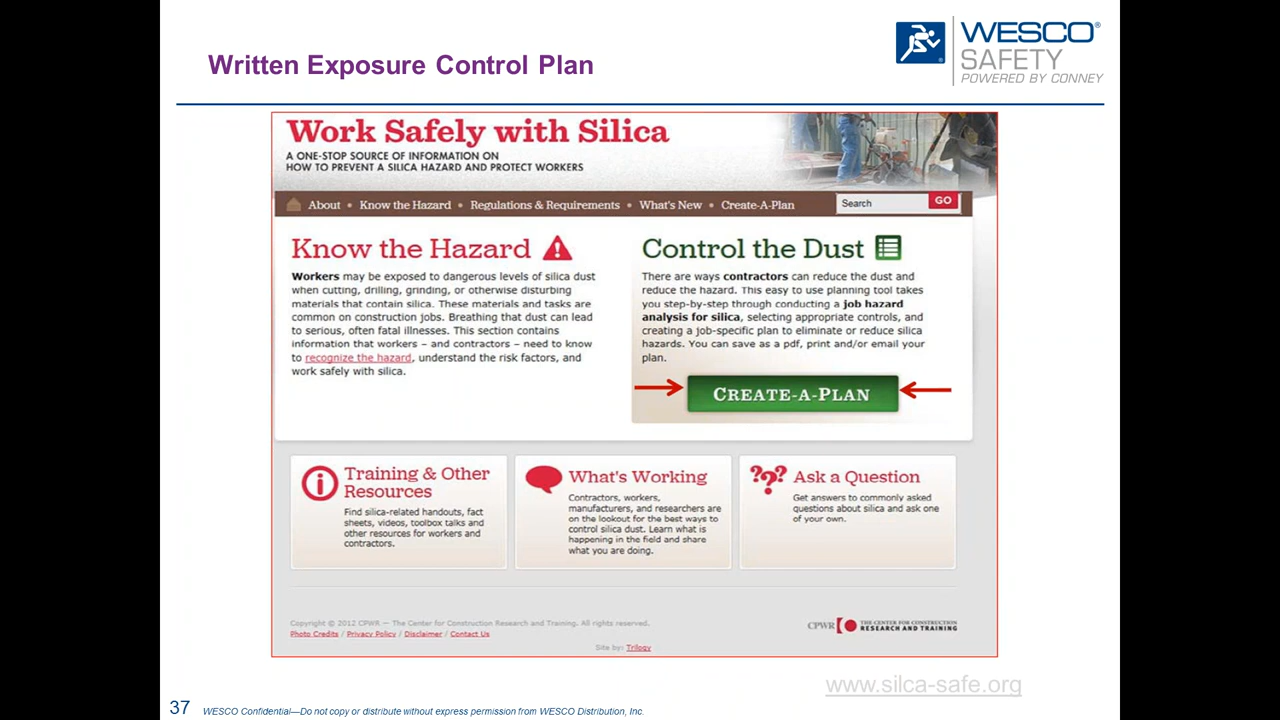 Written Exposure Control Plan
WESCO®
SAFETY
POWERED BY CONNEY
Work Safely with Silica
A ONE-STOP SOURCE OF INFORMATION ON
HOW TO PREVENT A SILICA HAZARD AND PROTECT WORKERS
About • Know the Hazard • Regulations & Requirements • What's New • Create-A-Plan
Search GO
Know the Hazard
Workers may be exposed to dangerous levels of silica dust
when cutting, drilling, grinding, or otherwise disturbing
materials that contain silica. These materials and tasks are
common on construction jobs. Breathing that dust can lead
to serious, often fatal illnesses. This section contains
information that workers – and contractors – need to know
to recognize the hazard, understand the risk factors, and
work safely with silica.
Control the Dust
There are ways contractors can reduce the dust and
reduce the hazard. This easy to use planning tool takes
you step-by-step through conducting a job hazard
analysis for silica, selecting appropriate controls, and
creating a job-specific plan to eliminate or reduce silica
hazards. You can save as a pdf, print and/or email your
plan.
CREATE-A-PLAN
Training & Other
Resources
Find silica-related handouts, fact
sheets, videos, toolbox talks and
other resources for workers and
contractors.
What's Working
Contractors, workers,
manufacturers, and researchers are
on the lookout for the best ways to
control silica dust. Learn what is
happening in the field and share
what you are doing.
??? Ask a Question
Get answers to commonly asked
questions about silica and ask one
of your own.
Copyright © 2012 CPWR — The Center for Construction Research and Training. All rights reserved.
Photo Credits / Privacy Policy / Disclaimer / Contact Us
Site by: Trilogy
CPWR THE CENTER FOR CONSTRUCTION
RESEARCH AND TRAINING
www.silca-safe.org
37 WESCO Confidential—Do not copy or distribute without express permission from WESCO Distribution, Inc.